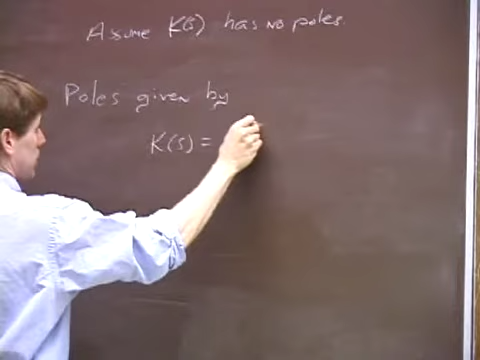 Assume K(s) has no poles.
Poles given by
K(s) =